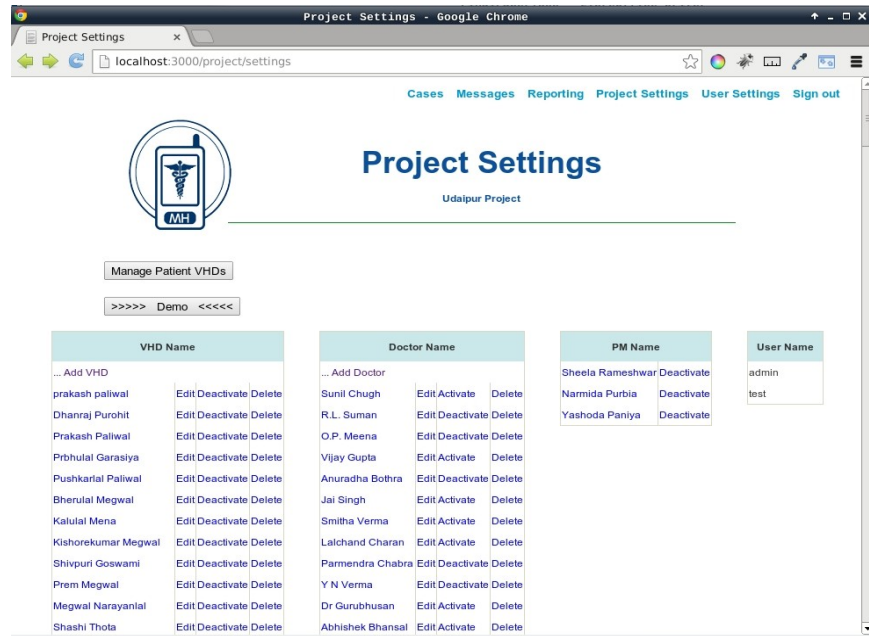 Project Settings - Google Chrome
Project Settings
localhost:3000/project/settings
Cases Messages Reporting Project Settings User Settings Sign out
MH
Project Settings
Udaipur Project
Manage Patient VHDs
>>>>> Demo <<<<<
VHD Name
... Add VHD
prakash paliwal Edit Deactivate Delete
Dhanraj Purohit Edit Deactivate Delete
Prakash Paliwal Edit Deactivate Delete
Prbhulal Garasiya Edit Deactivate Delete
Pushkarlal Paliwal Edit Deactivate Delete
Bherulal Megwal Edit Deactivate Delete
Kalulal Mena Edit Deactivate Delete
Kishorekumar Megwal Edit Deactivate Delete
Shivpuri Goswami Edit Deactivate Delete
Prem Megwal Edit Deactivate Delete
Megwal Narayanlal Edit Deactivate Delete
Shashi Thota Edit Deactivate Delete
Doctor Name
... Add Doctor
Sunil Chugh Edit Activate Delete
R.L. Suman Edit Deactivate Delete
O.P. Meena Edit Deactivate Delete
Vijay Gupta Edit Activate Delete
Anuradha Bothra Edit Deactivate Delete
Jai Singh Edit Activate Delete
Smitha Verma Edit Activate Delete
Lalchand Charan Edit Activate Delete
Parmendra Chabra Edit Deactivate Delete
Y N Verma Edit Deactivate Delete
Dr Gurubhusan Edit Activate Delete
Abhishek Bhansal Edit Activate Delete
PM Name
Sheela Rameshwar Deactivate
Narmida Purbia Deactivate
Yashoda Paniya Deactivate
User Name
admin
test